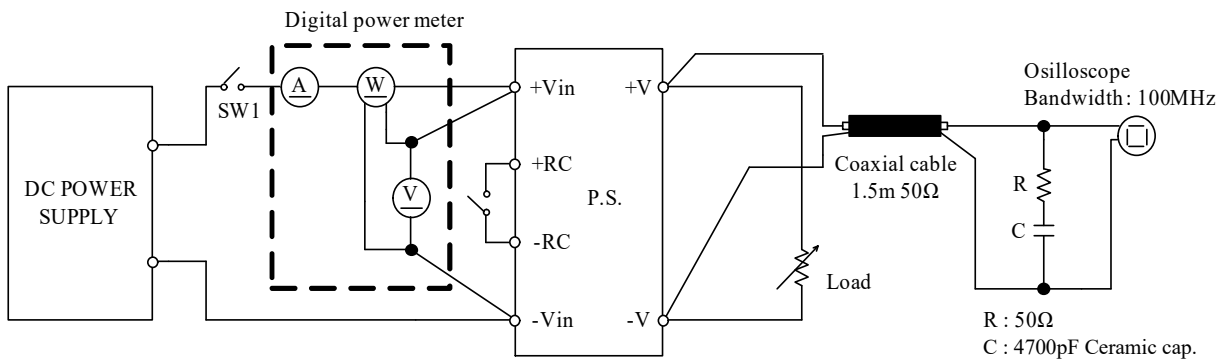 Digital power meter
A
W
V
SW1
DC POWER
SUPPLY
+Vin
+RC
-RC
-Vin
P.S.
+V
-V
Load
Coaxial cable
1.5m 50Ω
Osilloscope
Bandwidth : 100MHz
R
C
R : 50Ω
C : 4700pF Ceramic cap.